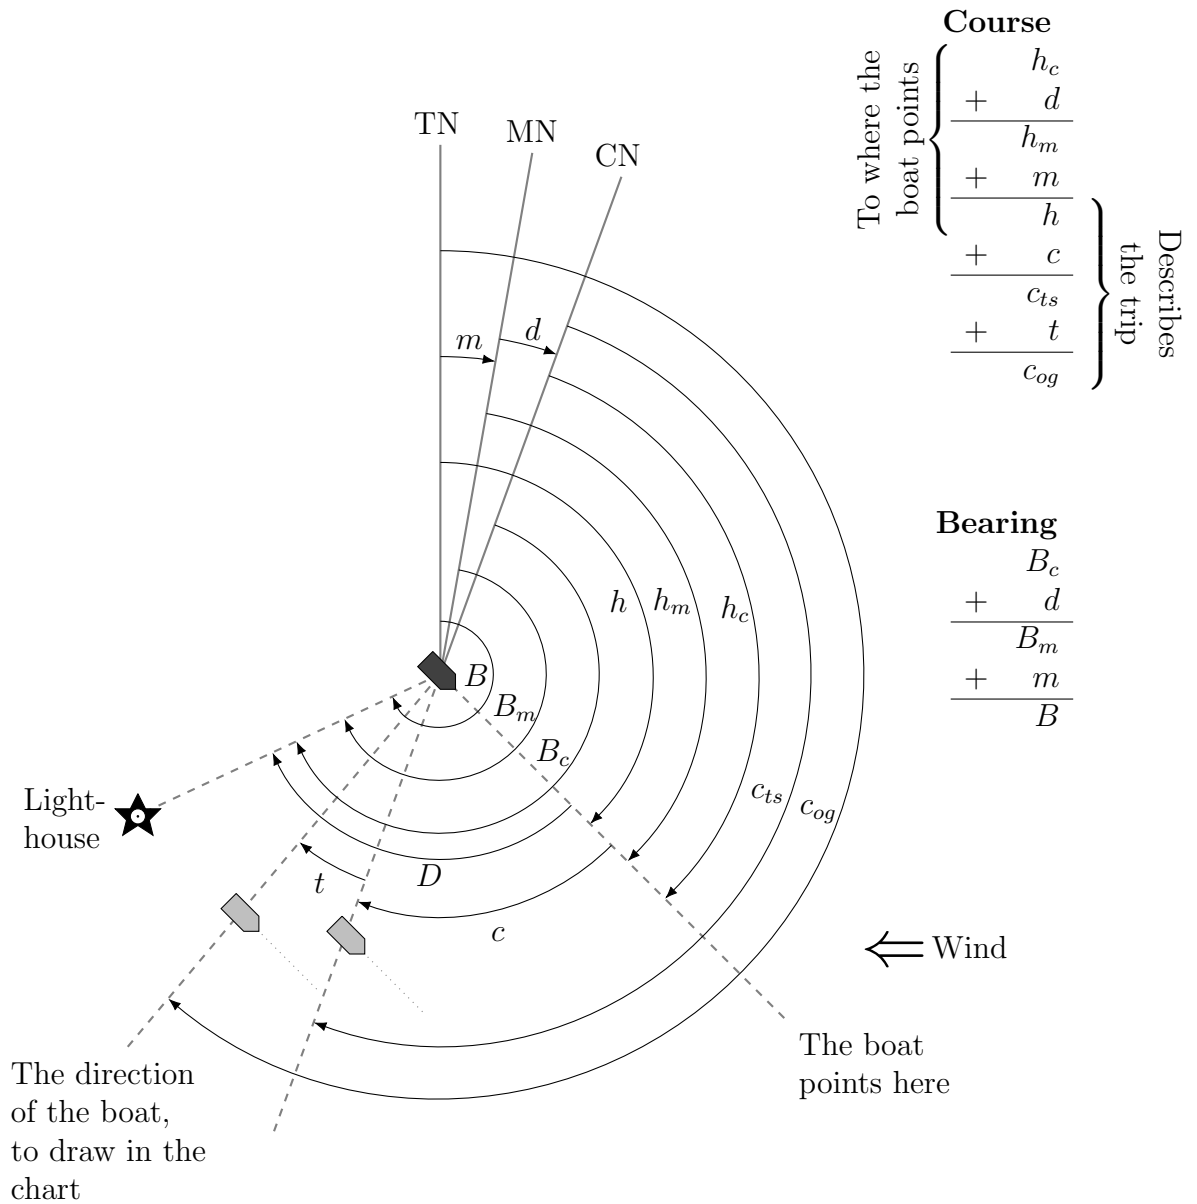 Course
To where the
boat points
h_c
+ d
h_m
+ m
h
+ c
c_ts
+ t
c_og
Describes
the trip
TN
MN
CN
m
d
h
h_m
h_c
B
B_m
B_c
c_ts
c_og
D
t
c
Bearing
B_c
+ d
B_m
+ m
B
Light-
house
Wind
The boat
points here
The direction
of the boat,
to draw in the
chart